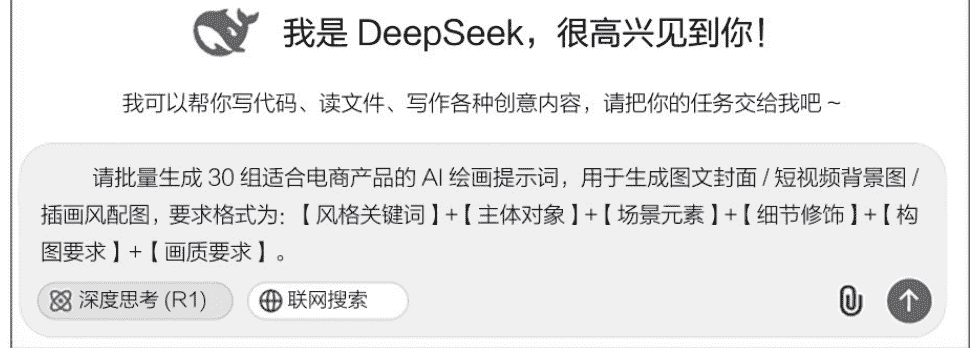 我是 DeepSeek，很高兴见到你！
我可以帮你写代码、读文件、写作各种创意内容，请把你的任务交给我吧 ~
请批量生成 30 组适合电商产品的 AI 绘画提示词，用于生成图文封面 / 短视频背景图 /
插画风配图，要求格式为：【风格关键词】+【主体对象】+【场景元素】+【细节修饰】+【构
图要求】+【画质要求】。
深度思考 (R1) 联网搜索